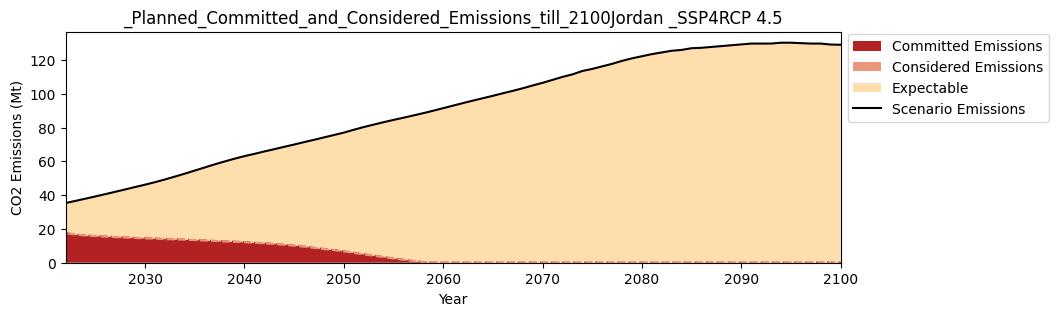 _Planned_Committed_and_Considered_Emissions_till_2100Jordan _SSP4RCP 4.5
CO2 Emissions (Mt)
120
100
80
60
40
20
0
2030 2040 2050 2060 2070 2080 2090 2100
Year
Committed Emissions
Considered Emissions
Expectable
Scenario Emissions